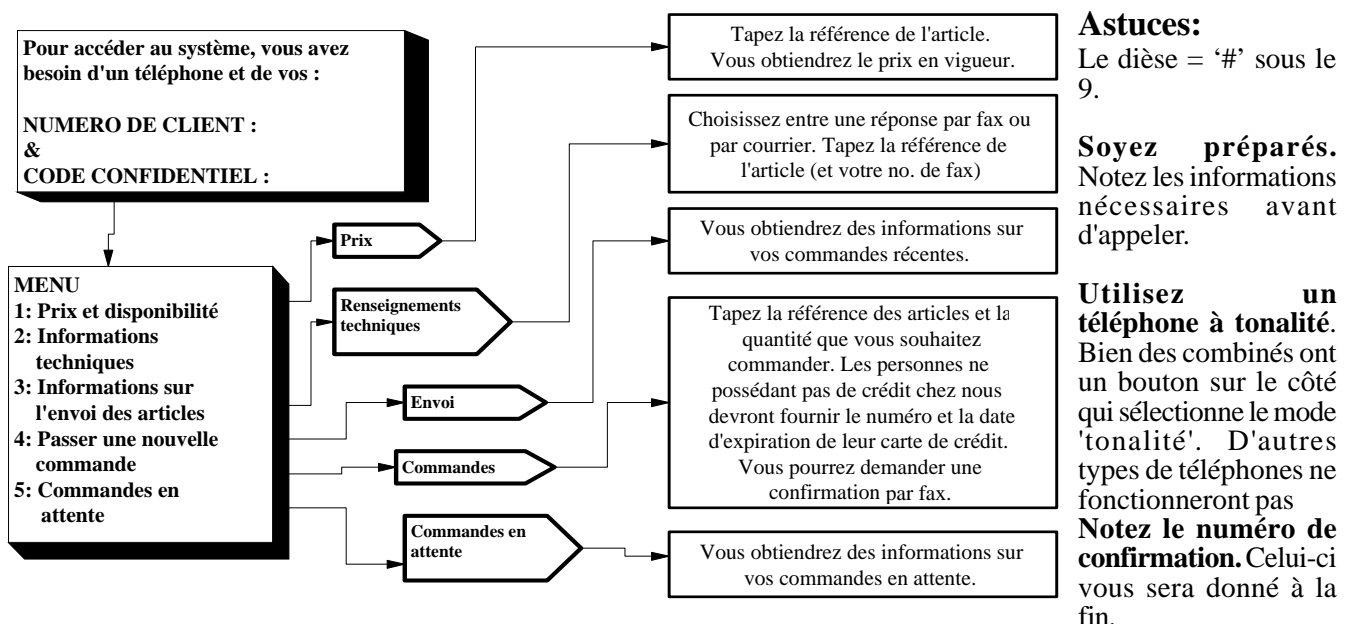 Pour accéder au système, vous avez
besoin d'un téléphone et de vos :
NUMERO DE CLIENT :
&
CODE CONFIDENTIEL :
MENU
1: Prix et disponibilité
2: Informations
techniques
3: Informations sur
l'envoi des articles
4: Passer une nouvelle
commande
5: Commandes en
attente
Prix
Renseignements
techniques
Envoi
Commandes
Commandes en
attente
Tapez la référence de l'article.
Vous obtiendrez le prix en vigueur.
Choisissez entre une réponse par fax ou
par courrier. Tapez la référence de
l'article (et votre no. de fax)
Vous obtiendrez des informations sur
vos commandes récentes.
Tapez la référence des articles et la
quantité que vous souhaitez
commander. Les personnes ne
possédant pas de crédit chez nous
devront fournir le numéro et la date
d'expiration de leur carte de crédit.
Vous pourrez demander une
confirmation par fax.
Vous obtiendrez des informations sur
vos commandes en attente.
Astuces:
Le dièse = ‘#’ sous le
9.
Soyez préparés.
Notez les informations
nécessaires avant
d'appeler.
Utilisez un
téléphone à tonalité.
Bien des combinés ont
un bouton sur le côté
qui sélectionne le mode
'tonalité'. D'autres
types de téléphones ne
fonctionneront pas
Notez le numéro de
confirmation. Celui-ci
vous sera donné à la
fin.